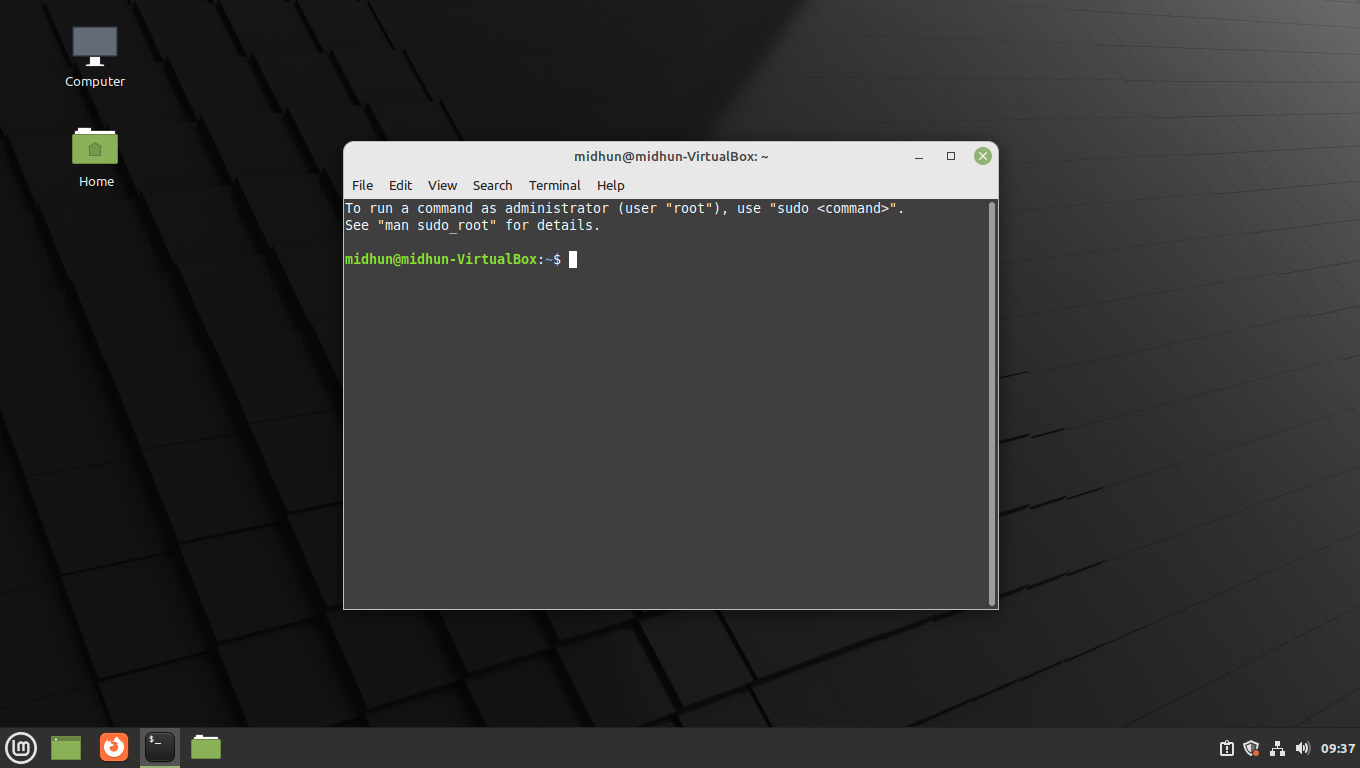 Computer
Home
midhun@midhun-VirtualBox: ~
File Edit View Search Terminal Help
To run a command as administrator (user "root"), use "sudo <command>".
See "man sudo_root" for details.
midhun@midhun-VirtualBox:~$
$_
lm
09:37